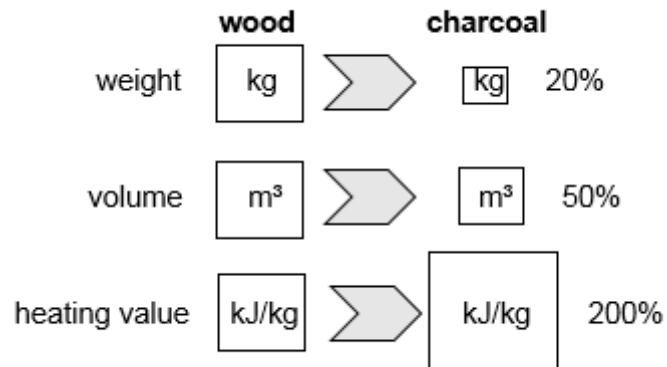 wood charcoal
weight kg kg 20%
volume m³ m³ 50%
heating value kJ/kg kJ/kg 200%